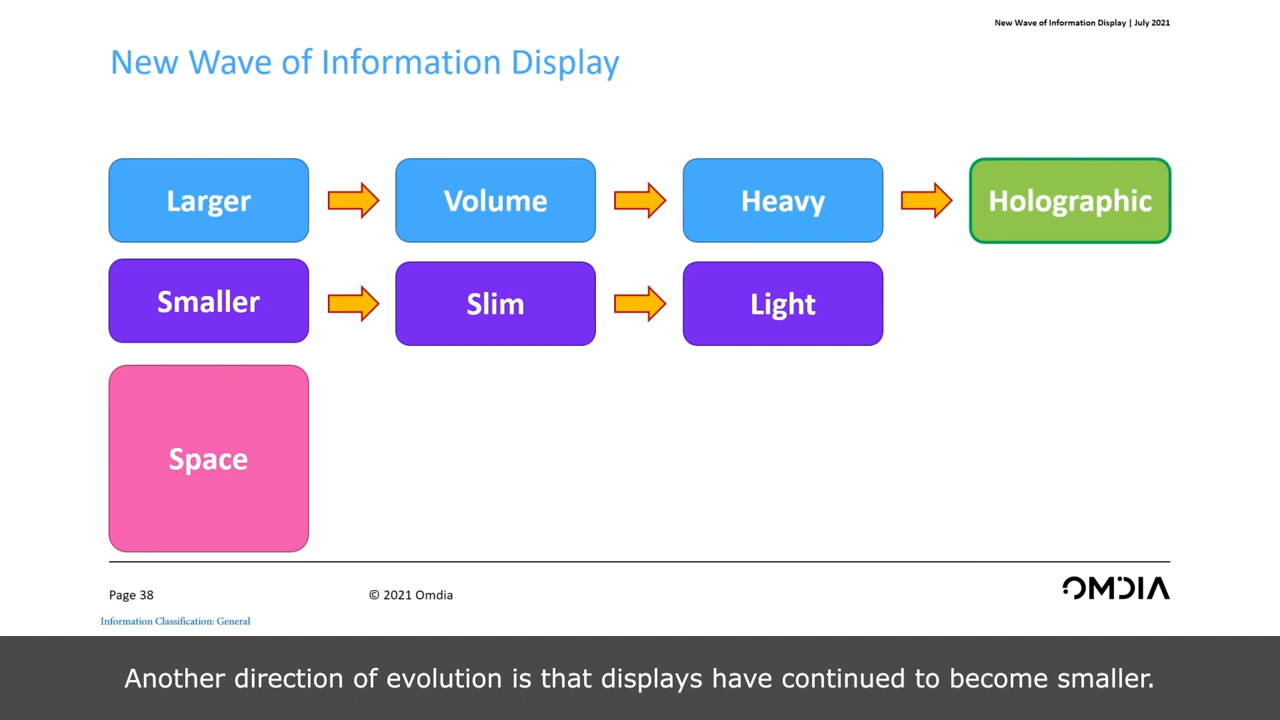 New Wave of Information Display | July 2021
New Wave of Information Display
Larger
Volume
Heavy
Holographic
Smaller
Slim
Light
Space
Page 38
© 2021 Omdia
OMDIA
Information Classification: General
Another direction of evolution is that displays have continued to become smaller.